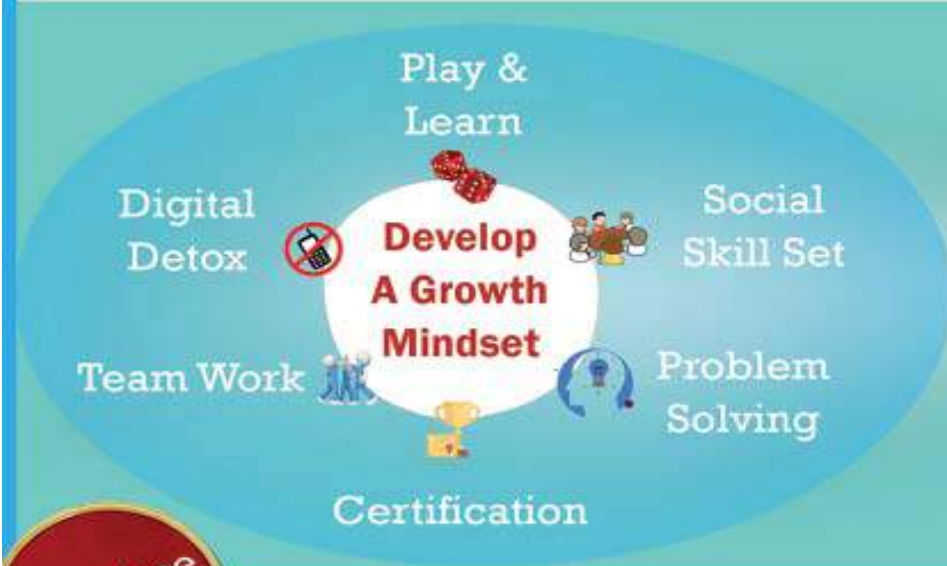 Play &
Learn
Digital
Detox
Social
Skill Set
Develop
A Growth
Mindset
Team Work
Problem
Solving
Certification